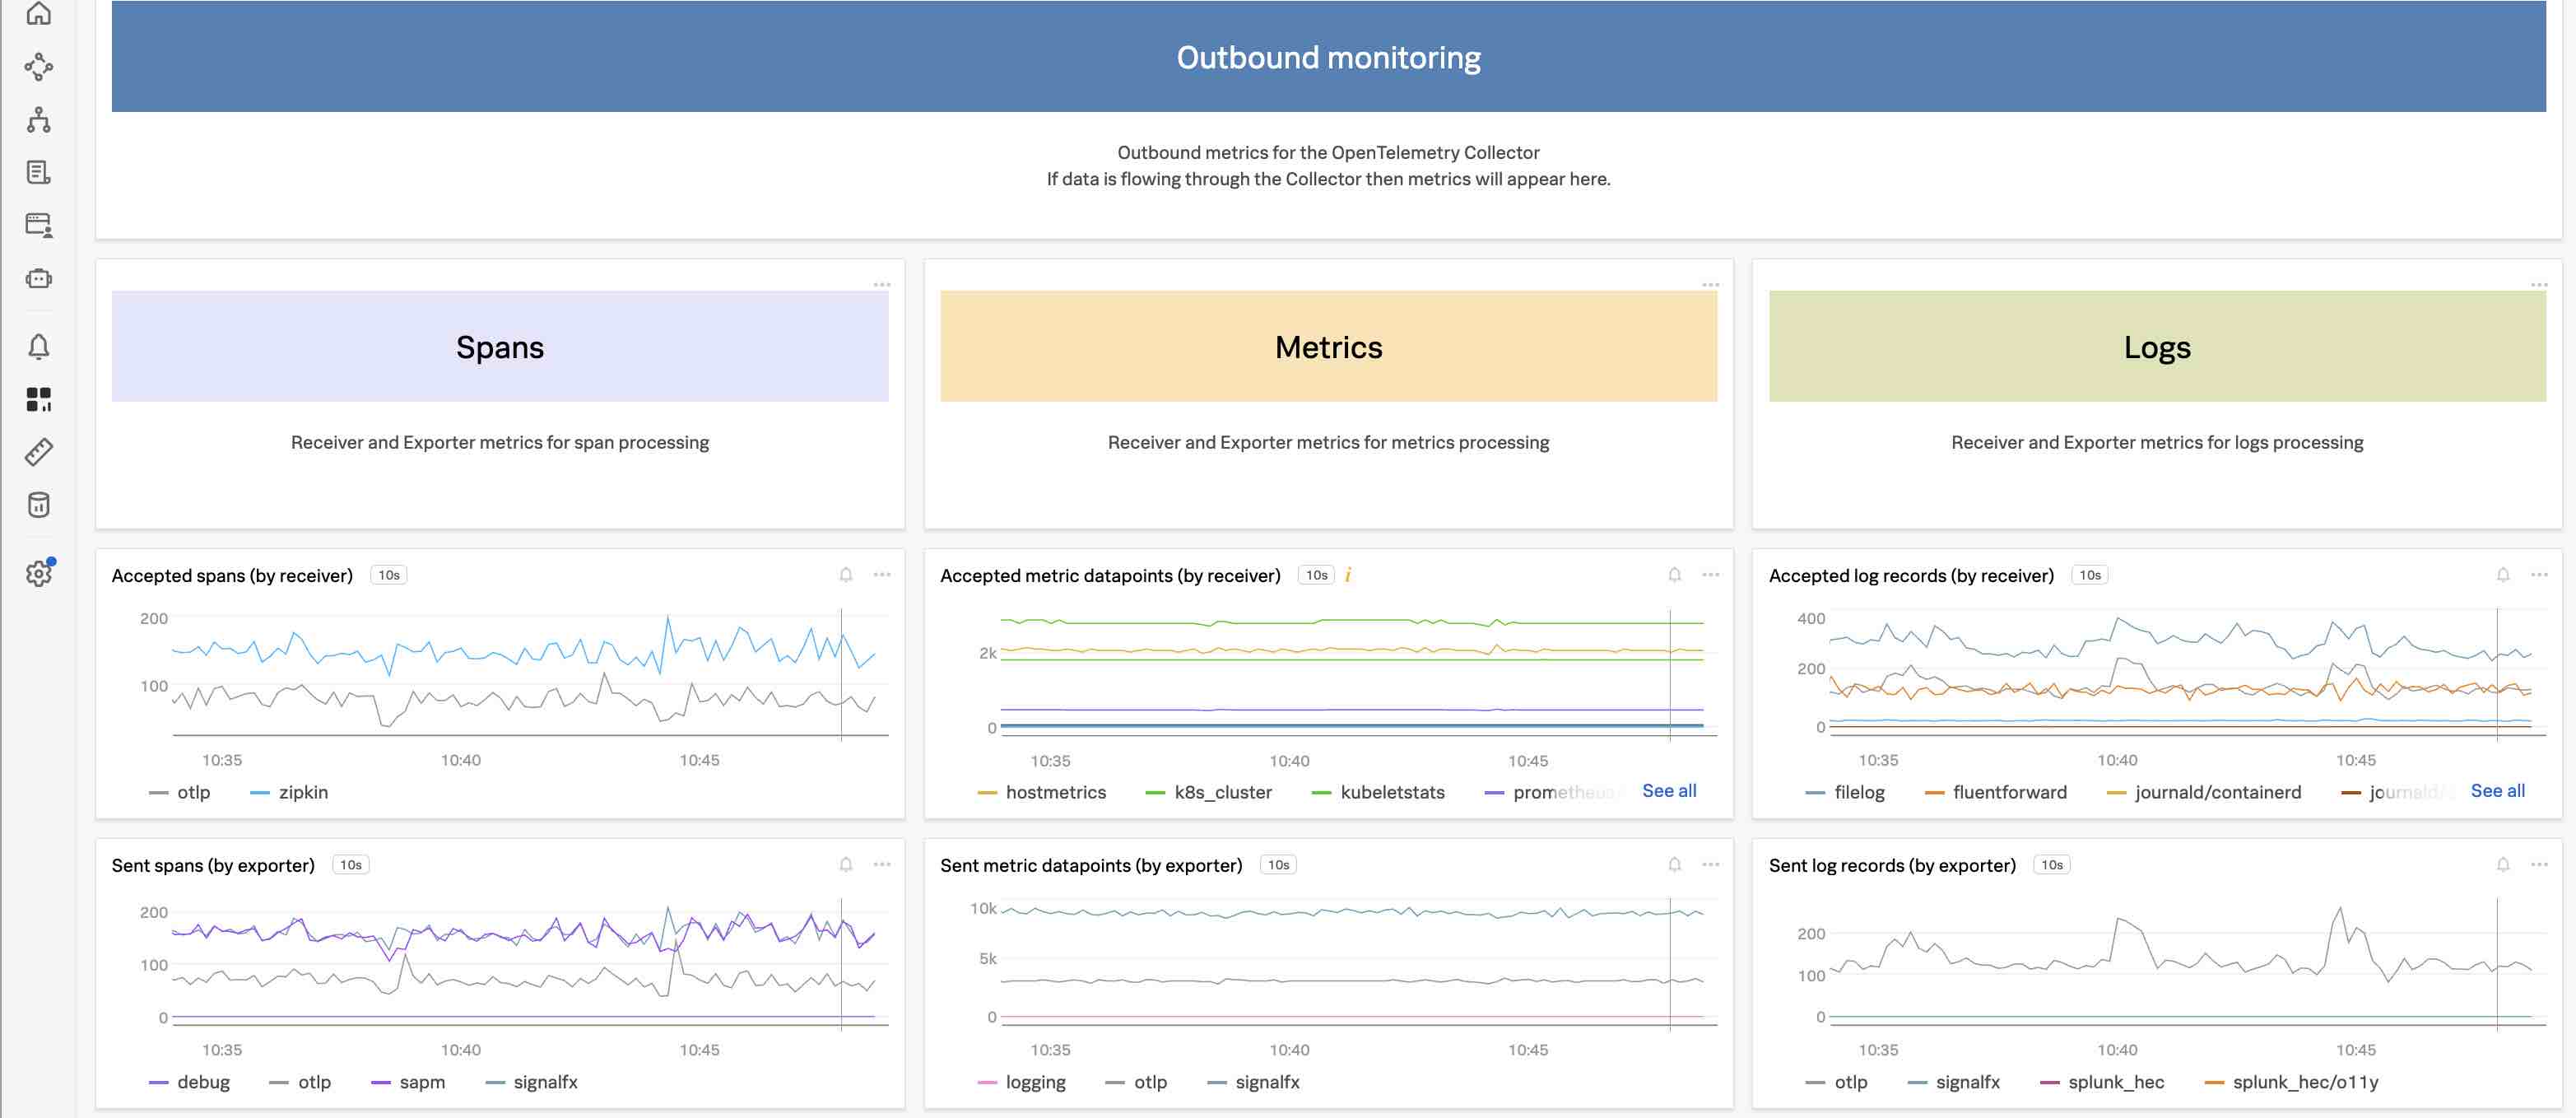 Outbound monitoring
Outbound metrics for the OpenTelemetry Collector
If data is flowing through the Collector then metrics will appear here.
Spans
Receiver and Exporter metrics for span processing
Metrics
Receiver and Exporter metrics for metrics processing
Logs
Receiver and Exporter metrics for logs processing
Accepted spans (by receiver) 10s
200
100
10:35 10:40 10:45
otlp zipkin
Accepted metric datapoints (by receiver) 10s i
2k
0
10:35 10:40 10:45
hostmetrics k8s_cluster kubeletstats prometheus See all
Accepted log records (by receiver) 10s
400
200
0
10:35 10:40 10:45
filelog fluentforward journald/containerd journald/ See all
Sent spans (by exporter) 10s
200
100
0
10:35 10:40 10:45
debug otlp sapm signalfx
Sent metric datapoints (by exporter) 10s
10k
5k
0
10:35 10:40 10:45
logging otlp signalfx
Sent log records (by exporter) 10s
200
100
0
10:35 10:40 10:45
otlp signalfx splunk_hec splunk_hec/o11y